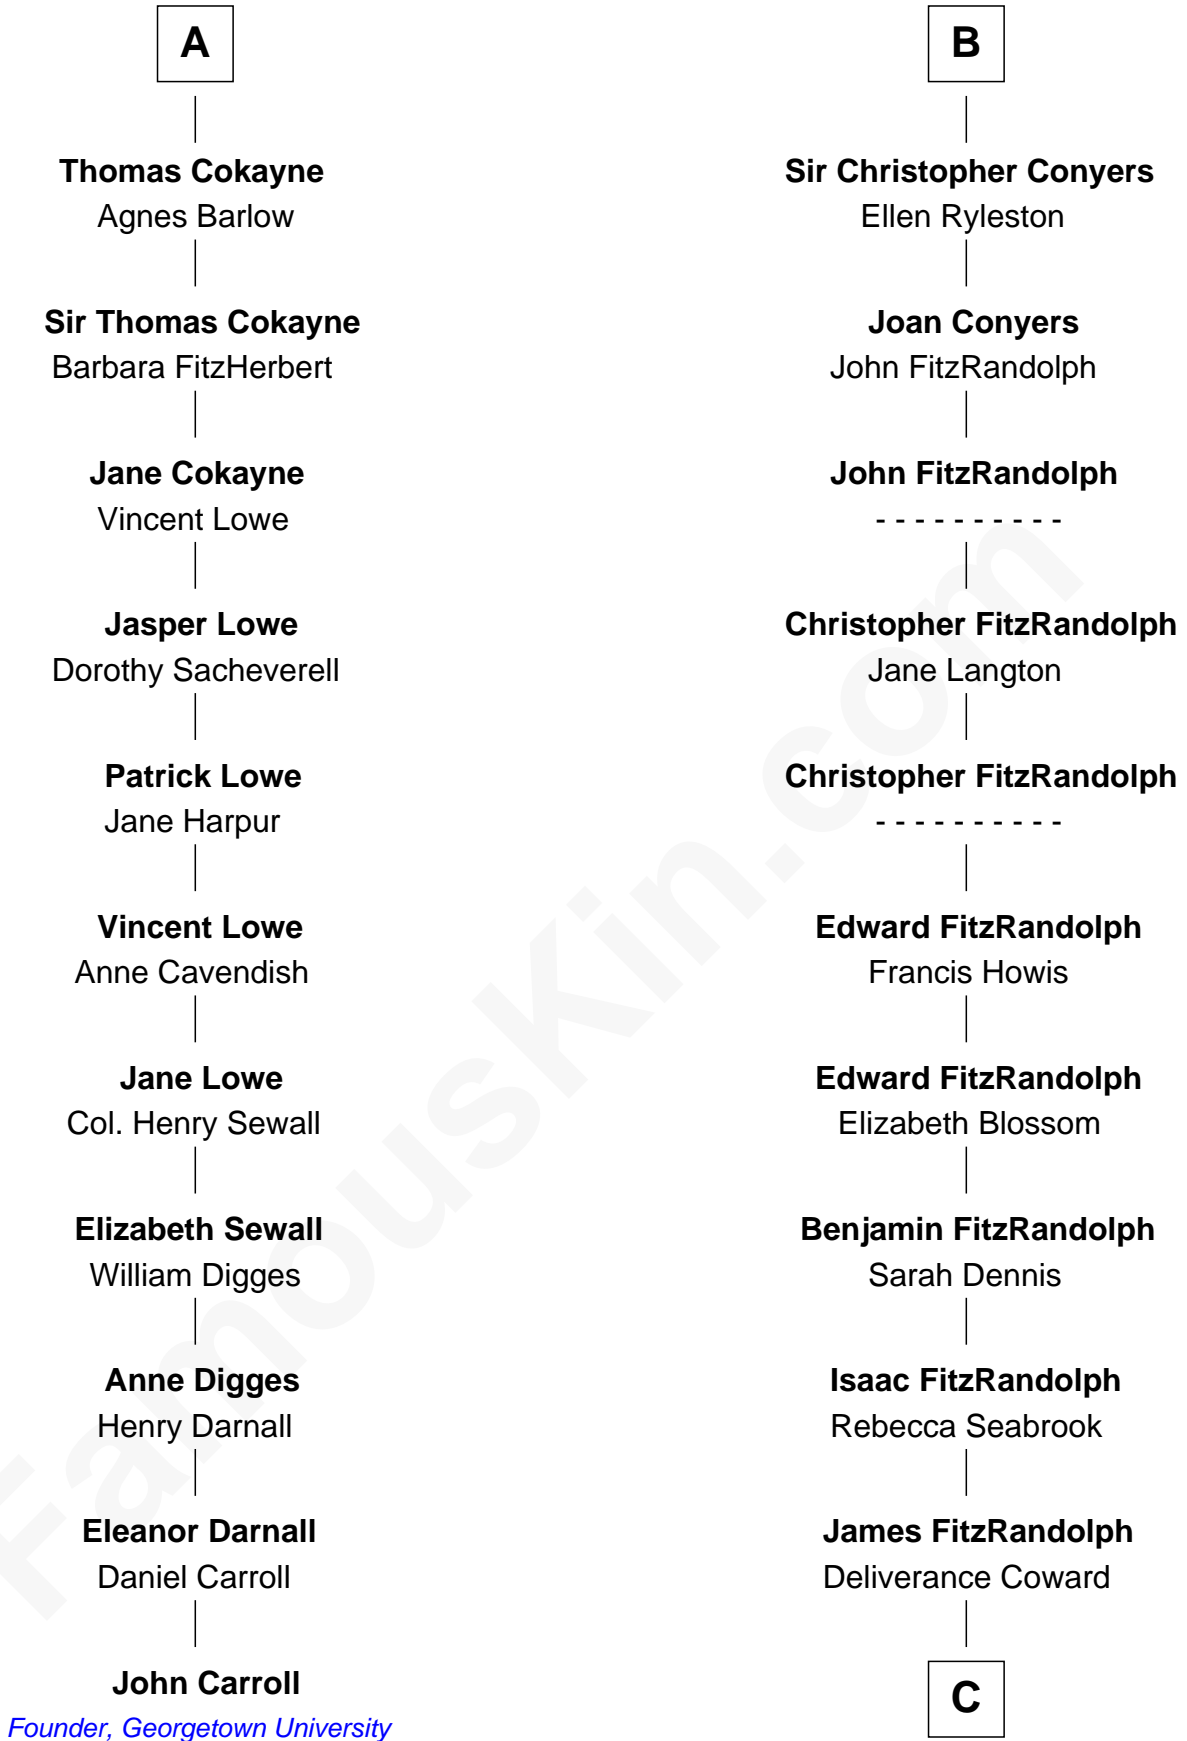 A
Thomas Cokayne
Agnes Barlow
Sir Thomas Cokayne
Barbara FitzHerbert
Jane Cokayne
Vincent Lowe
Jasper Lowe
Dorothy Sacheverell
Patrick Lowe
Jane Harpur
Vincent Lowe
Anne Cavendish
Jane Lowe
Col. Henry Sewall
Elizabeth Sewall
William Digges
Anne Digges
Henry Darnall
Eleanor Darnall
Daniel Carroll
John Carroll
Founder, Georgetown University
B
Sir Christopher Conyers
Ellen Ryleston
Joan Conyers
John FitzRandolph
John FitzRandolph
- - - - - - - - - -
Christopher FitzRandolph
Jane Langton
Christopher FitzRandolph
- - - - - - - - - -
Edward FitzRandolph
Francis Howis
Edward FitzRandolph
Elizabeth Blossom
Benjamin FitzRandolph
Sarah Dennis
Isaac FitzRandolph
Rebecca Seabrook
James FitzRandolph
Deliverance Coward
C
FamousKin.com